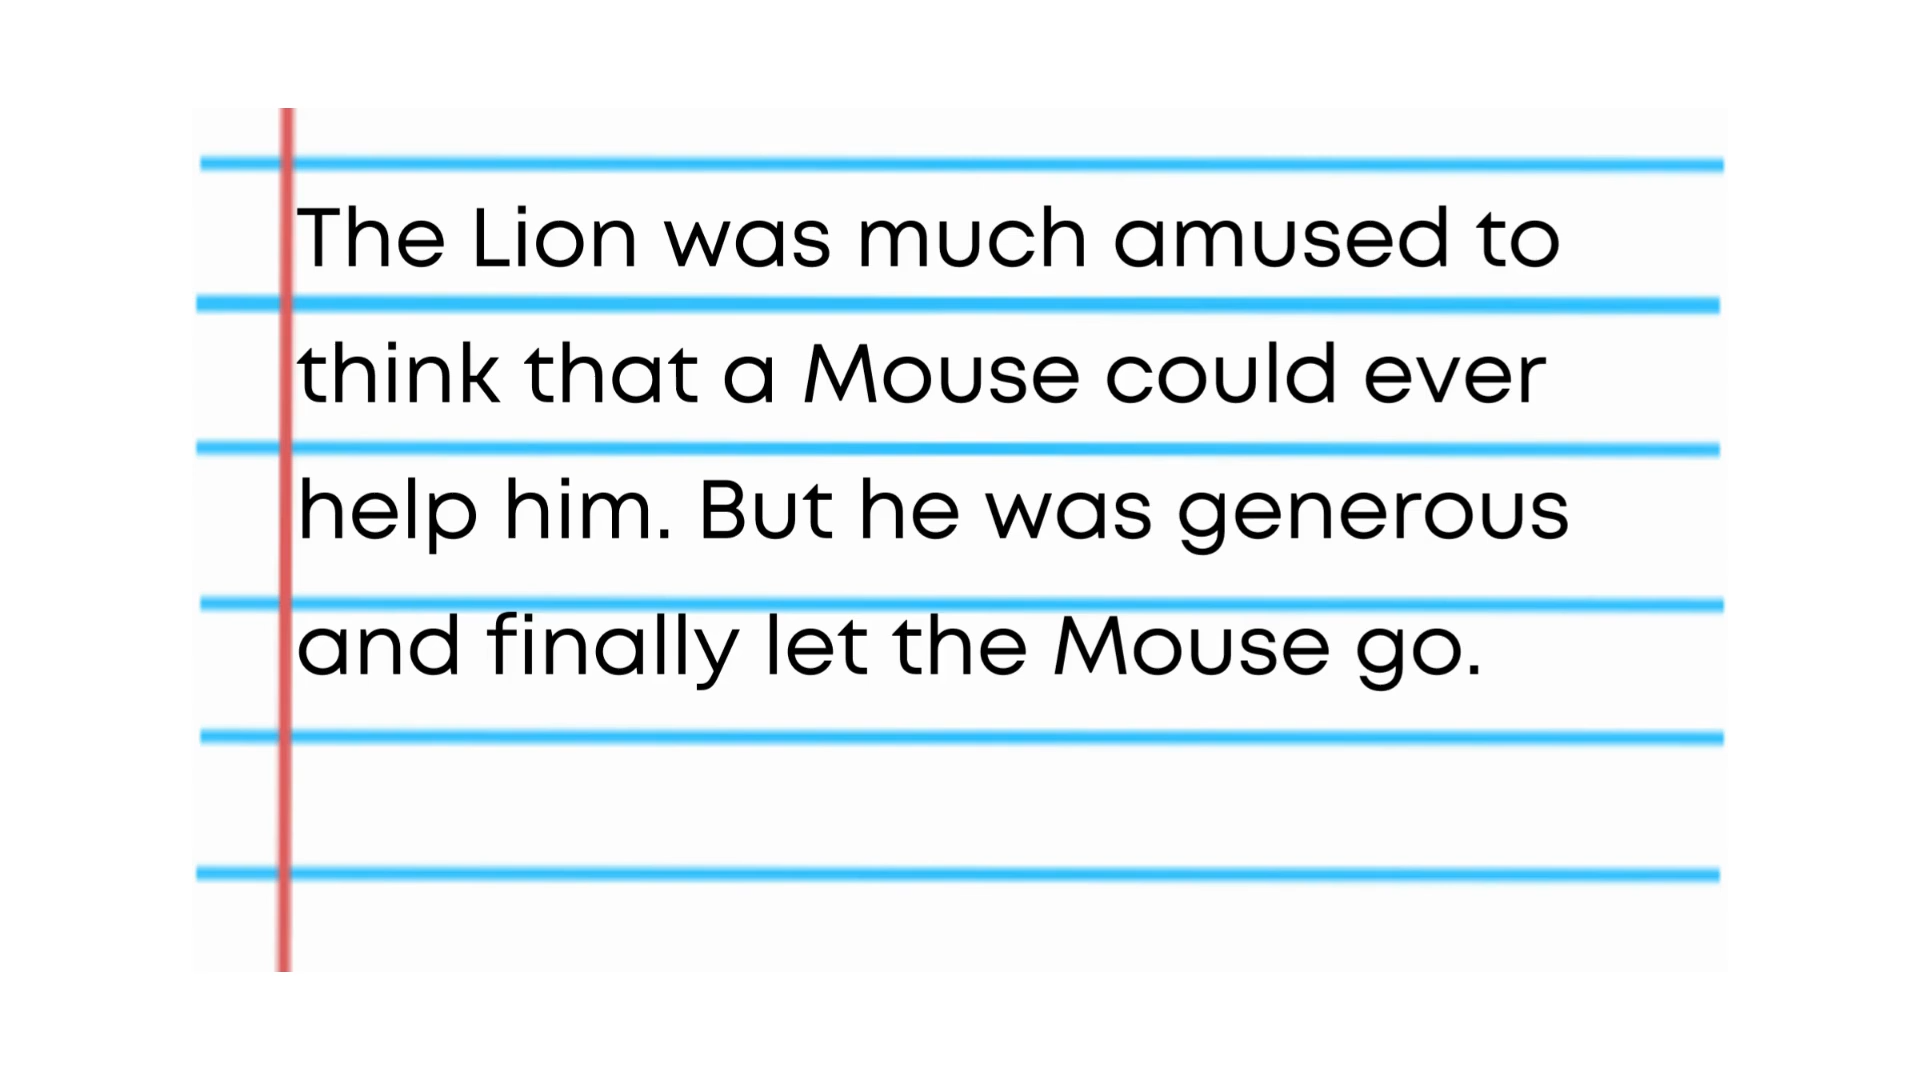 The Lion was much amused to
think that a Mouse could ever
help him. But he was generous
and finally let the Mouse go.